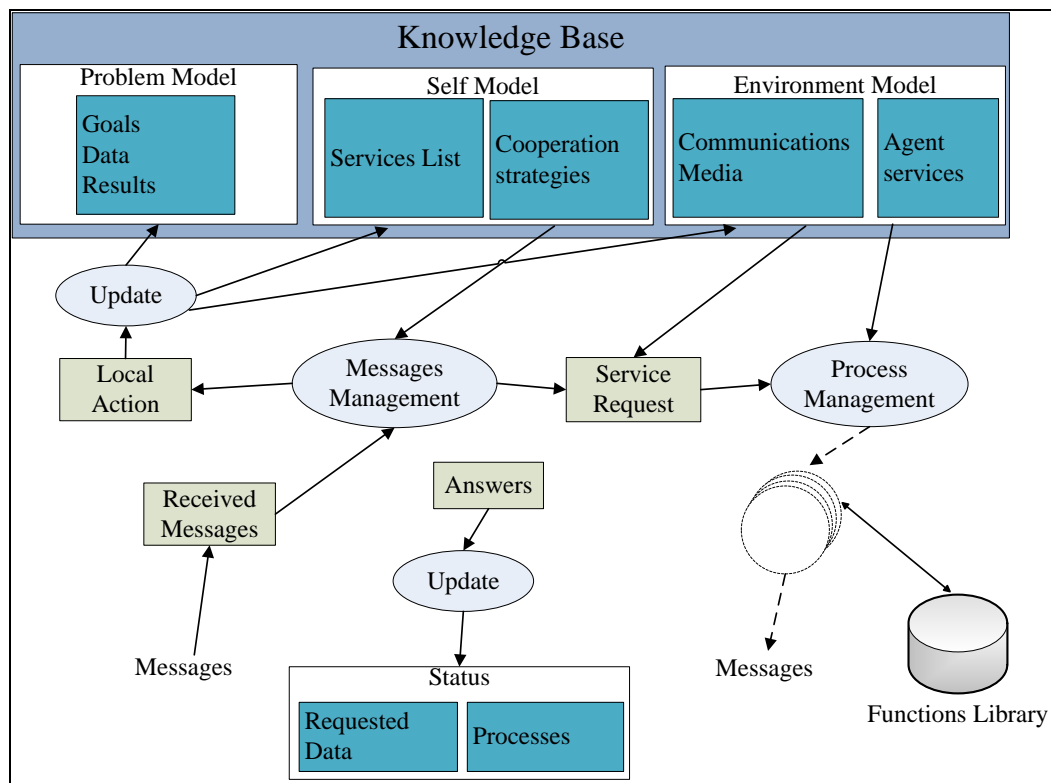 Knowledge Base
Problem Model
Goals
Data
Results
Self Model
Services List
Cooperation
strategies
Environment Model
Communications
Media
Agent
services
Update
Local
Action
Messages
Management
Service
Request
Process
Management
Received
Messages
Answers
Update
Messages
Status
Requested
Data
Processes
Messages
Functions Library